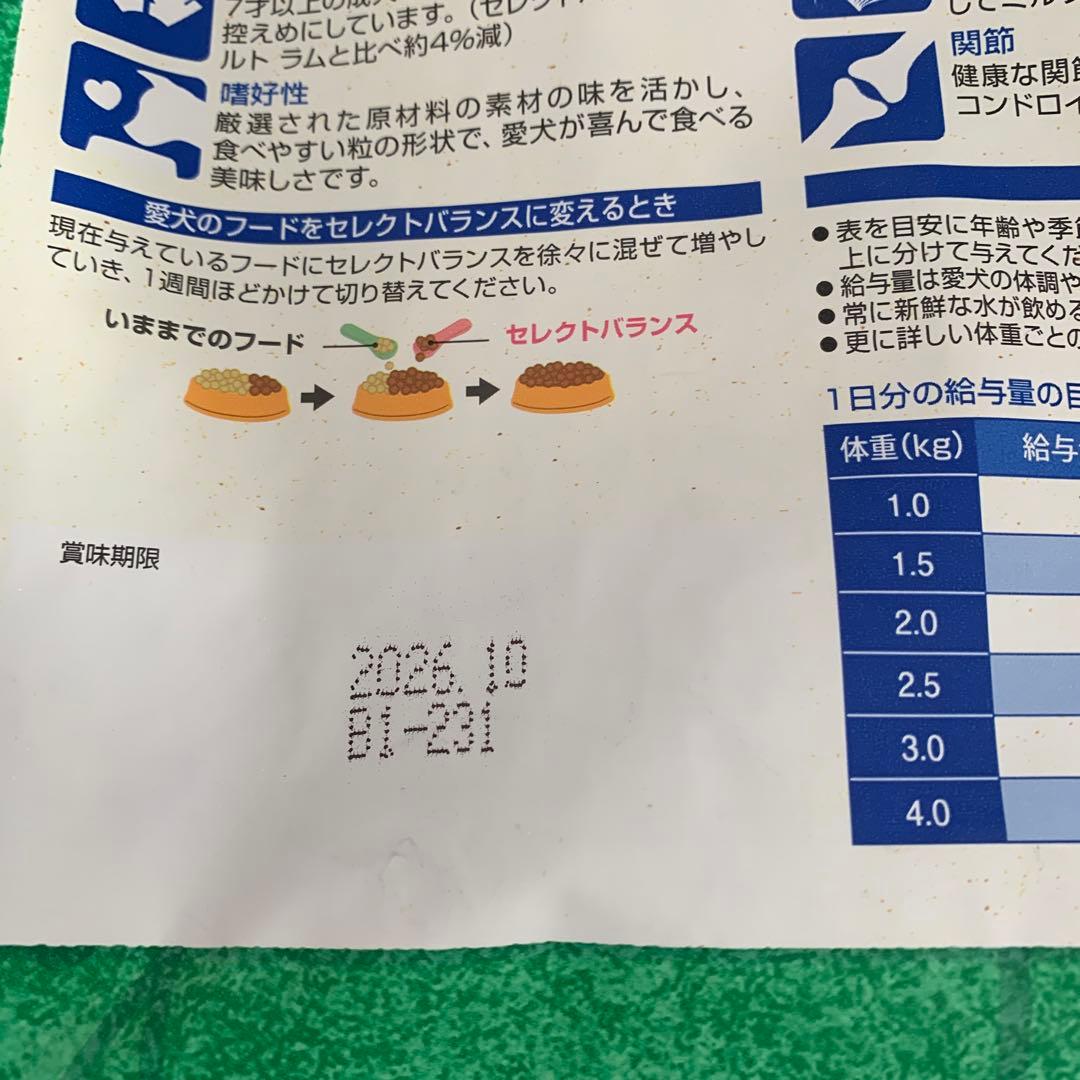 7才以上の成
控えめにしています。(セレクト
ルト ラムと比べ約4%減)
嗜好性
厳選された原材料の素材の味を活かし、
食べやすい粒の形状で、愛犬が喜んで食べる
美味しさです。
愛犬のフードをセレクトバランスに変えるとき
現在与えているフードにセレクトバランスを徐々に混ぜて増やし
ていき、1週間ほどかけて切り替えてください。
いままでのフード
セレクトバランス
賞味期限
2026.10
B1-231
関節
健康な関節
コンドロイ
●表を目安に年齢や季節
上に分けて与えてくだ
●給与量は愛犬の体調や
●常に新鮮な水が飲める
●更に詳しい体重ごとの
1日分の給与量の目
体重(kg) 給与
1.0
1.5
2.0
2.5
3.0
4.0